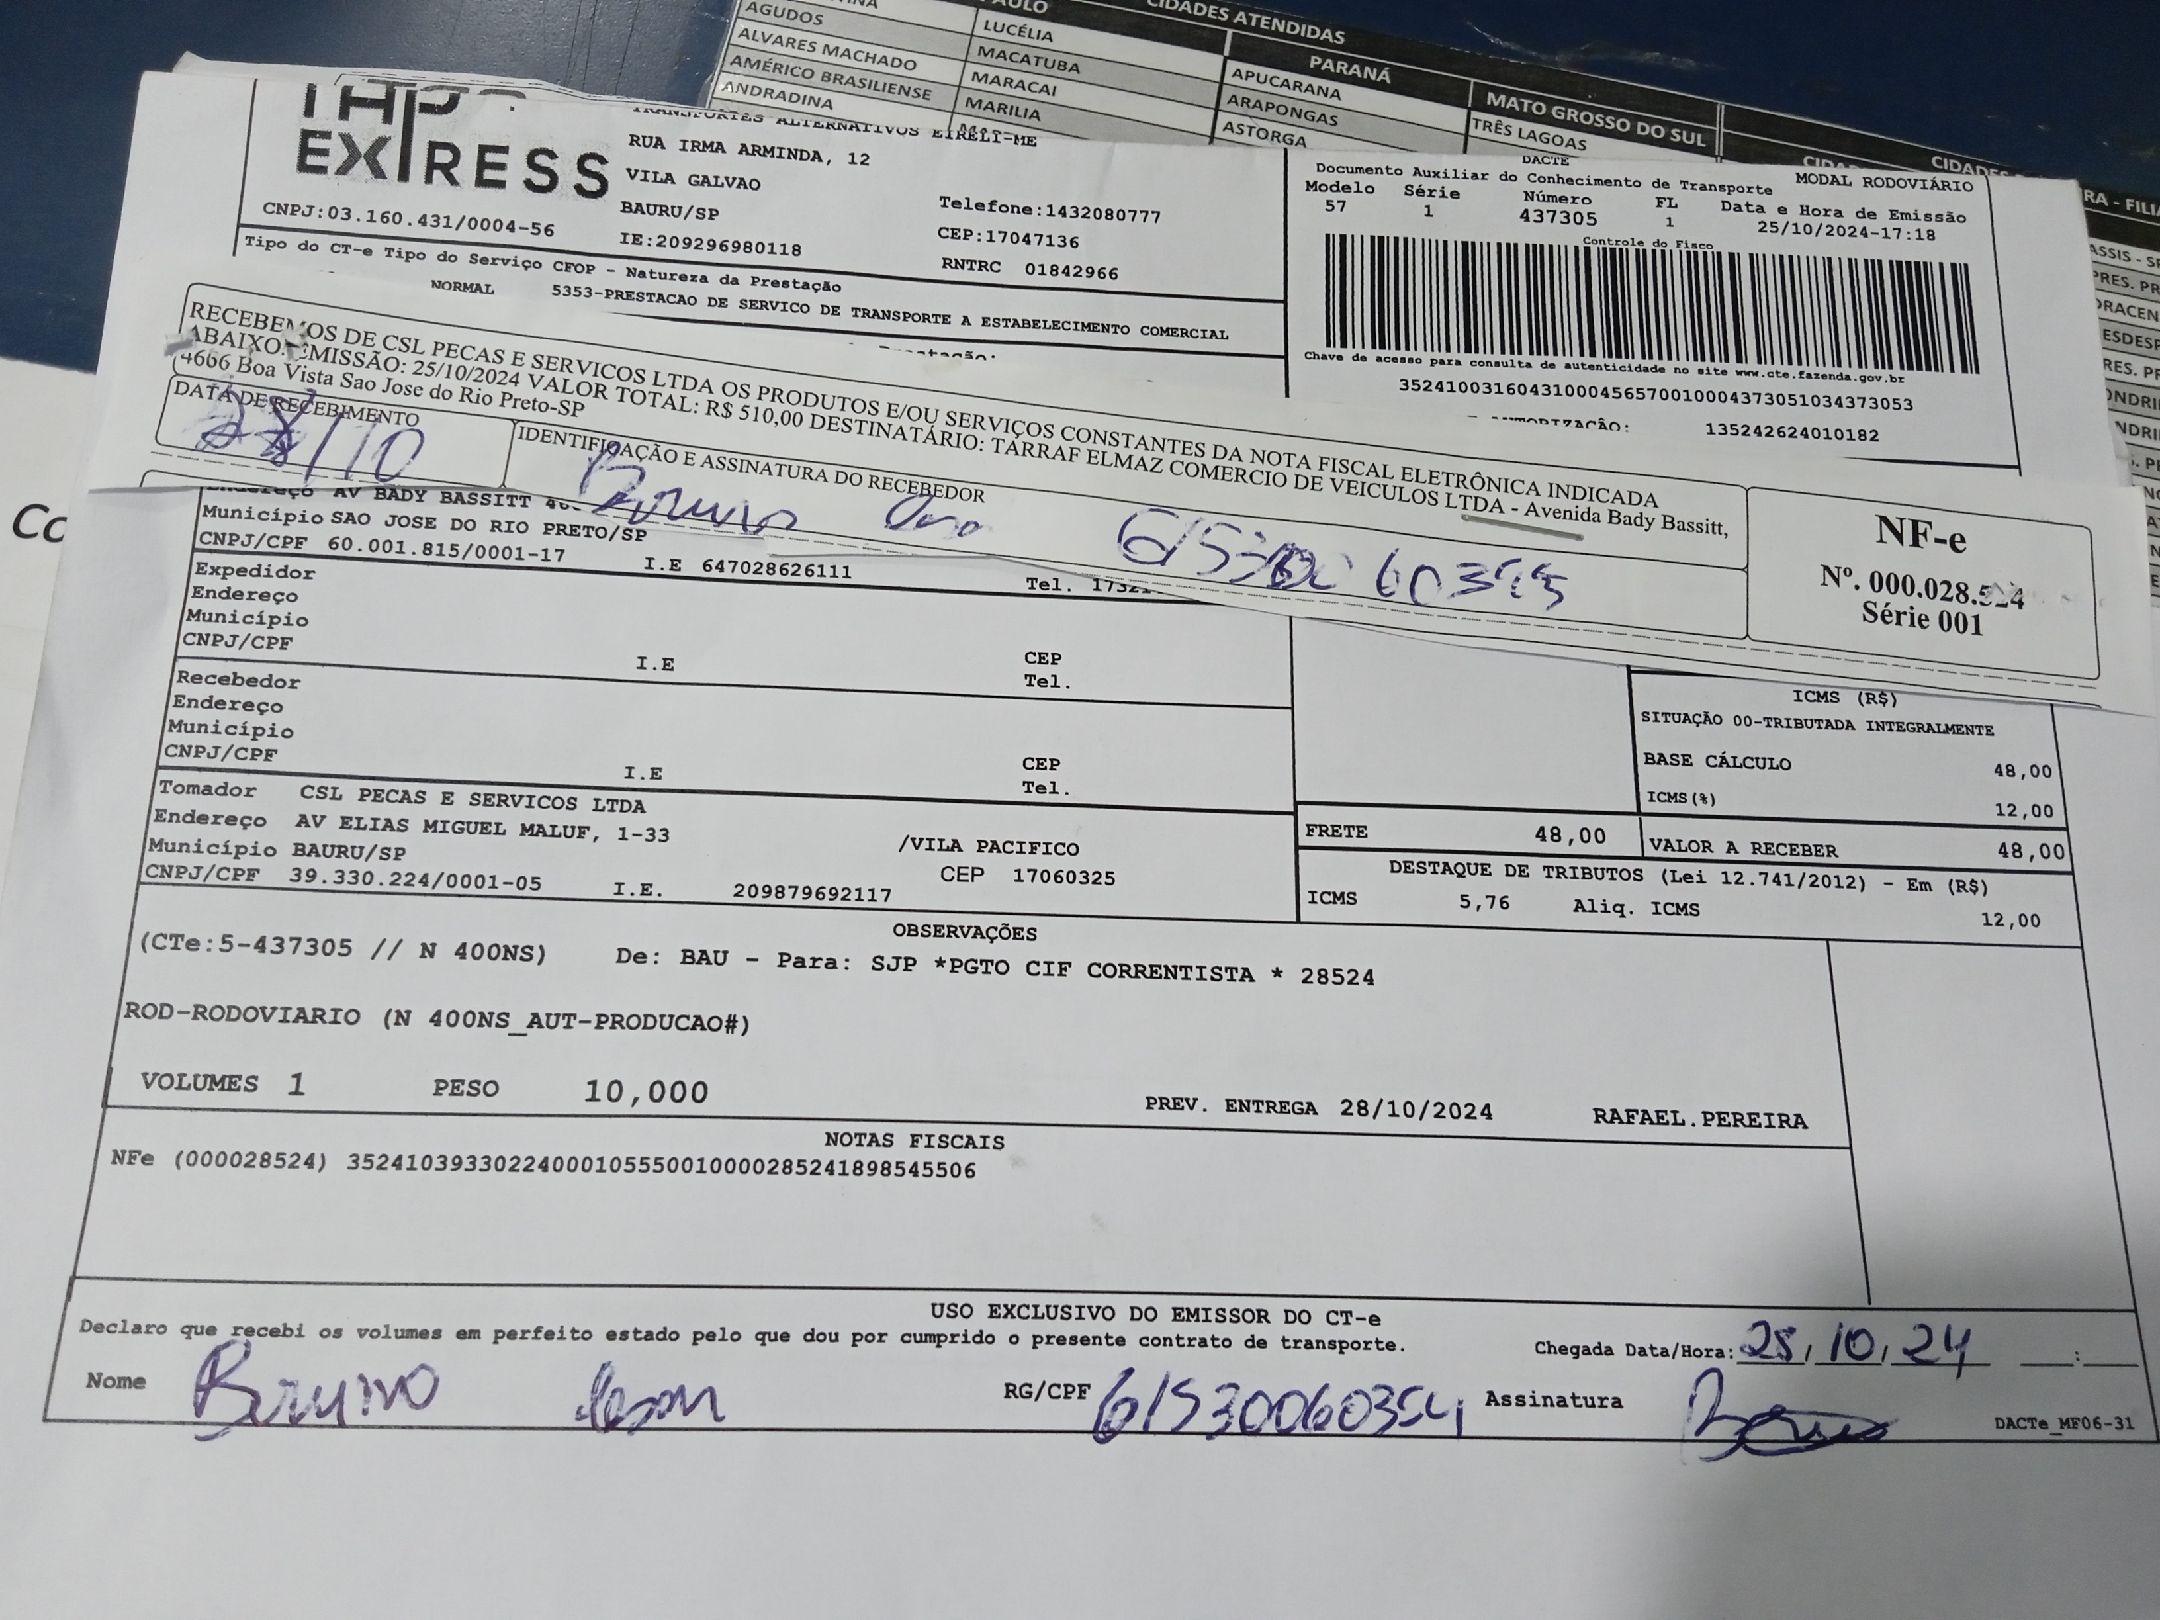 CIDADES ATENDIDAS
AGUDOS
LUCÉLIA
ALVARES MACHADO
MACATUBA
PARANÁ
AMÉRICO BRASILIENSE
MARACAI
APUCARANA
MATO GROSSO DO SUL
ANDRADINA
MARILIA
ARAPONGAS
TRÊS LAGOAS
ASTORGA
EXPRESS
TRANSPORTES ALTERNATIVOS EIRELI-ME
RUA IRMA ARMINDA, 12
VILA GALVAO
BAURU/SP
Telefone:1432080777
CNPJ:03.160.431/0004-56
IE:209296980118
CEP:17047136
RNTRC 01842966
DACTE
Documento Auxiliar do Conhecimento de Transporte
MODAL RODOVIÁRIO
Modelo Série Número FL Data e Hora de Emissão
57 1 437305 1 25/10/2024-17:18
Controle do Fisco
Chave de acesso para consulta de autenticidade no site www.cte.fazenda.gov.br
35241003160431000456570010004373051034373053
135242624010182
Tipo do CT-e Tipo do Serviço CFOP - Natureza da Prestação
NORMAL 5353-PRESTACAO DE SERVICO DE TRANSPORTE A ESTABELECIMENTO COMERCIAL
RECEBEMOS DE CSL PECAS E SERVICOS LTDA OS PRODUTOS E/OU SERVIÇOS CONSTANTES DA NOTA FISCAL ELETRÔNICA INDICADA
ABAIXO. EMISSÃO: 25/10/2024 VALOR TOTAL: R$ 510,00 DESTINATÁRIO: TARRAF ELMAZ COMERCIO DE VEICULOS LTDA - Avenida Bady Bassitt,
4666 Boa Vista Sao Jose do Rio Preto-SP
DATA DE RECEBIMENTO
IDENTIFICAÇÃO E ASSINATURA DO RECEBEDOR
28/10
Bruno
NF-e
Nº. 000.028.524
Série 001
Endereço AV BADY BASSITT
Município SAO JOSE DO RIO PRETO/SP
CNPJ/CPF 60.001.815/0001-17 I.E 647028626111
Tel.
Expedidor
Endereço
Município
CNPJ/CPF I.E CEP
Tel.
Recebedor
Endereço
Município
CNPJ/CPF I.E CEP
Tel.
Tomador CSL PECAS E SERVICOS LTDA
Endereço AV ELIAS MIGUEL MALUF, 1-33 /VILA PACIFICO
Município BAURU/SP CEP 17060325
CNPJ/CPF 39.330.224/0001-05 I.E. 209879692117
ICMS (R$)
SITUAÇÃO 00-TRIBUTADA INTEGRALMENTE
BASE CÁLCULO 48,00
ICMS(%) 12,00
FRETE 48,00 VALOR A RECEBER 48,00
DESTAQUE DE TRIBUTOS (Lei 12.741/2012) - Em (R$)
ICMS 5,76 Aliq. ICMS 12,00
OBSERVAÇÕES
(CTe:5-437305 // N 400NS) De: BAU - Para: SJP *PGTO CIF CORRENTISTA * 28524
ROD-RODOVIARIO (N 400NS_AUT-PRODUCAO#)
VOLUMES 1 PESO 10,000 PREV. ENTREGA 28/10/2024 RAFAEL.PEREIRA
NOTAS FISCAIS
NFe (000028524) 35241039330224000105550010000285241898545506
USO EXCLUSIVO DO EMISSOR DO CT-e
Declaro que recebi os volumes em perfeito estado pelo que dou por cumprido o presente contrato de transporte.
Chegada Data/Hora: 28, 10, 24 :
Nome Bruno RG/CPF 61530060354 Assinatura Bruno
DACTe_MF06-31